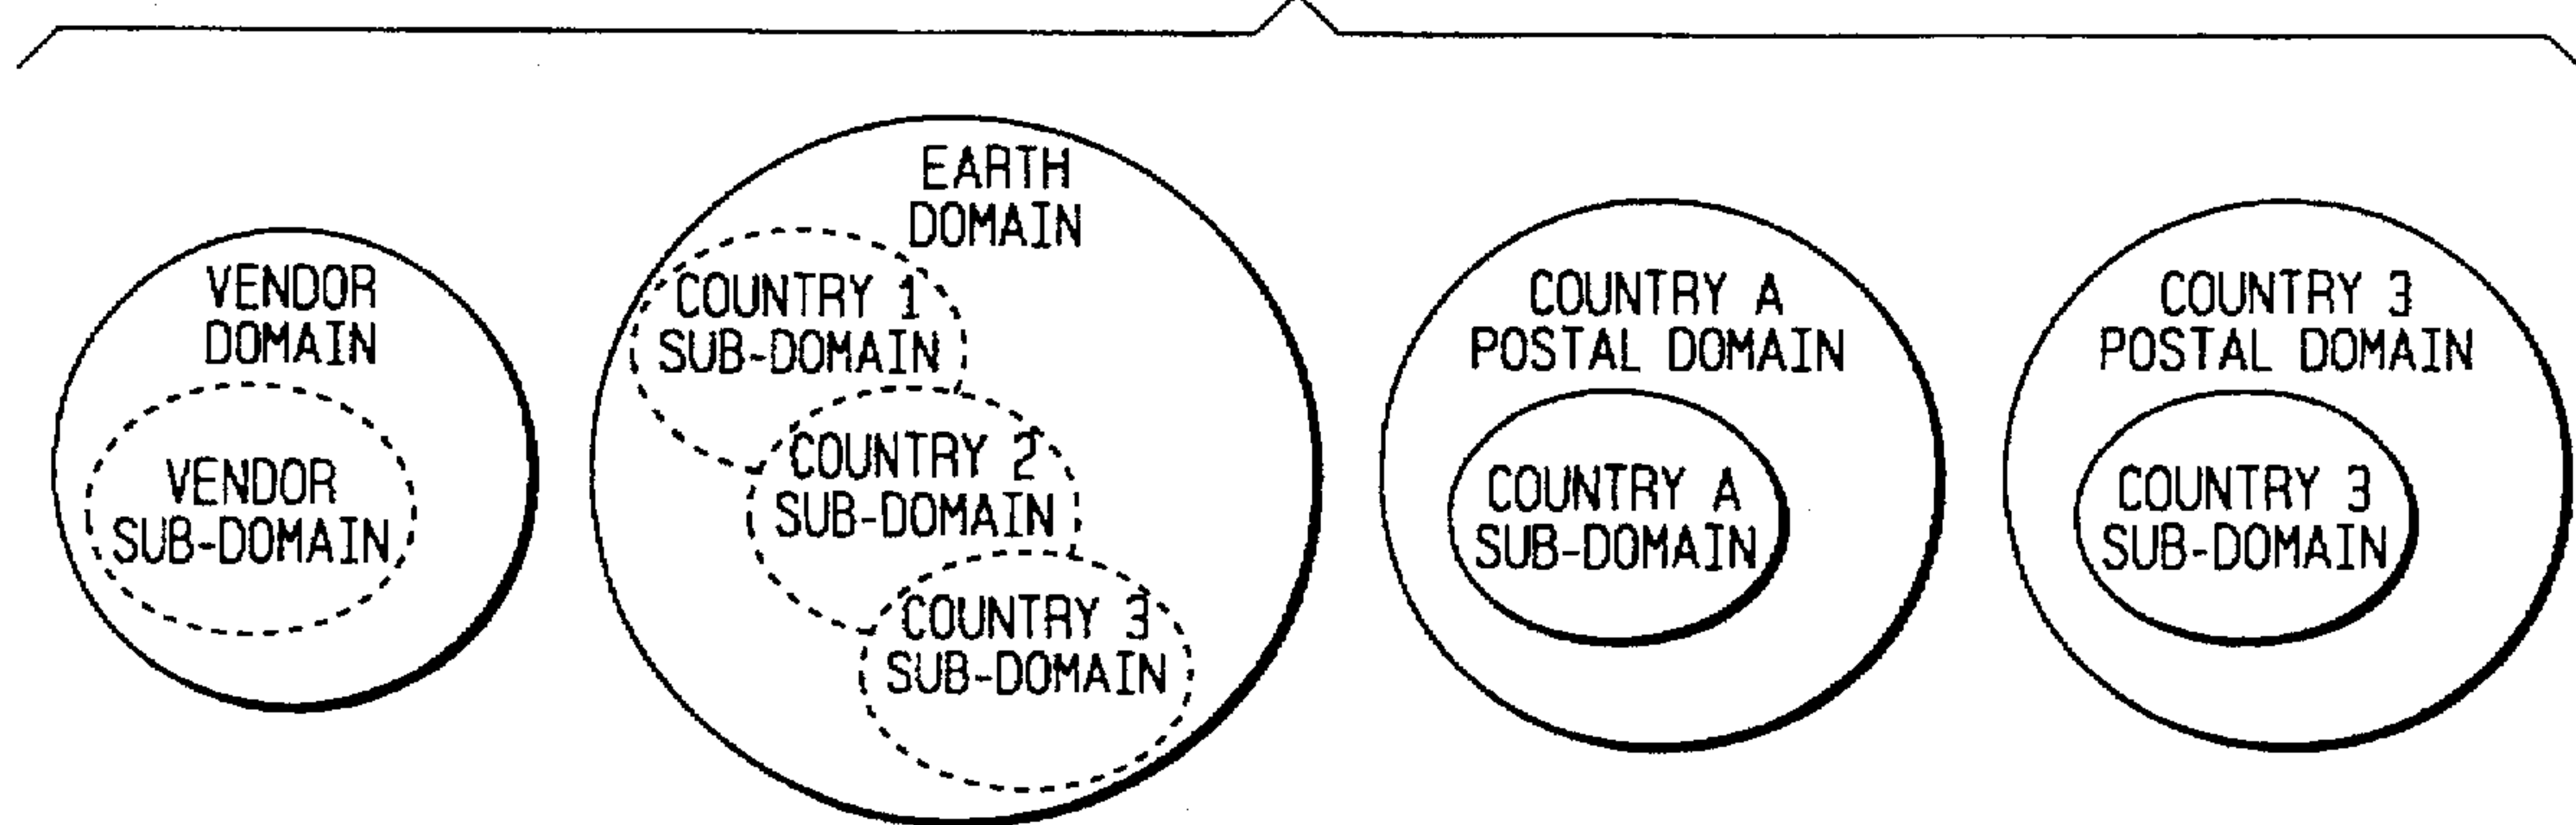 VENDOR
DOMAIN
VENDOR
SUB-DOMAIN
EARTH
DOMAIN
COUNTRY 1
SUB-DOMAIN
COUNTRY 2
SUB-DOMAIN
COUNTRY 3
SUB-DOMAIN
COUNTRY A
POSTAL DOMAIN
COUNTRY A
SUB-DOMAIN
COUNTRY 3
POSTAL DOMAIN
COUNTRY 3
SUB-DOMAIN